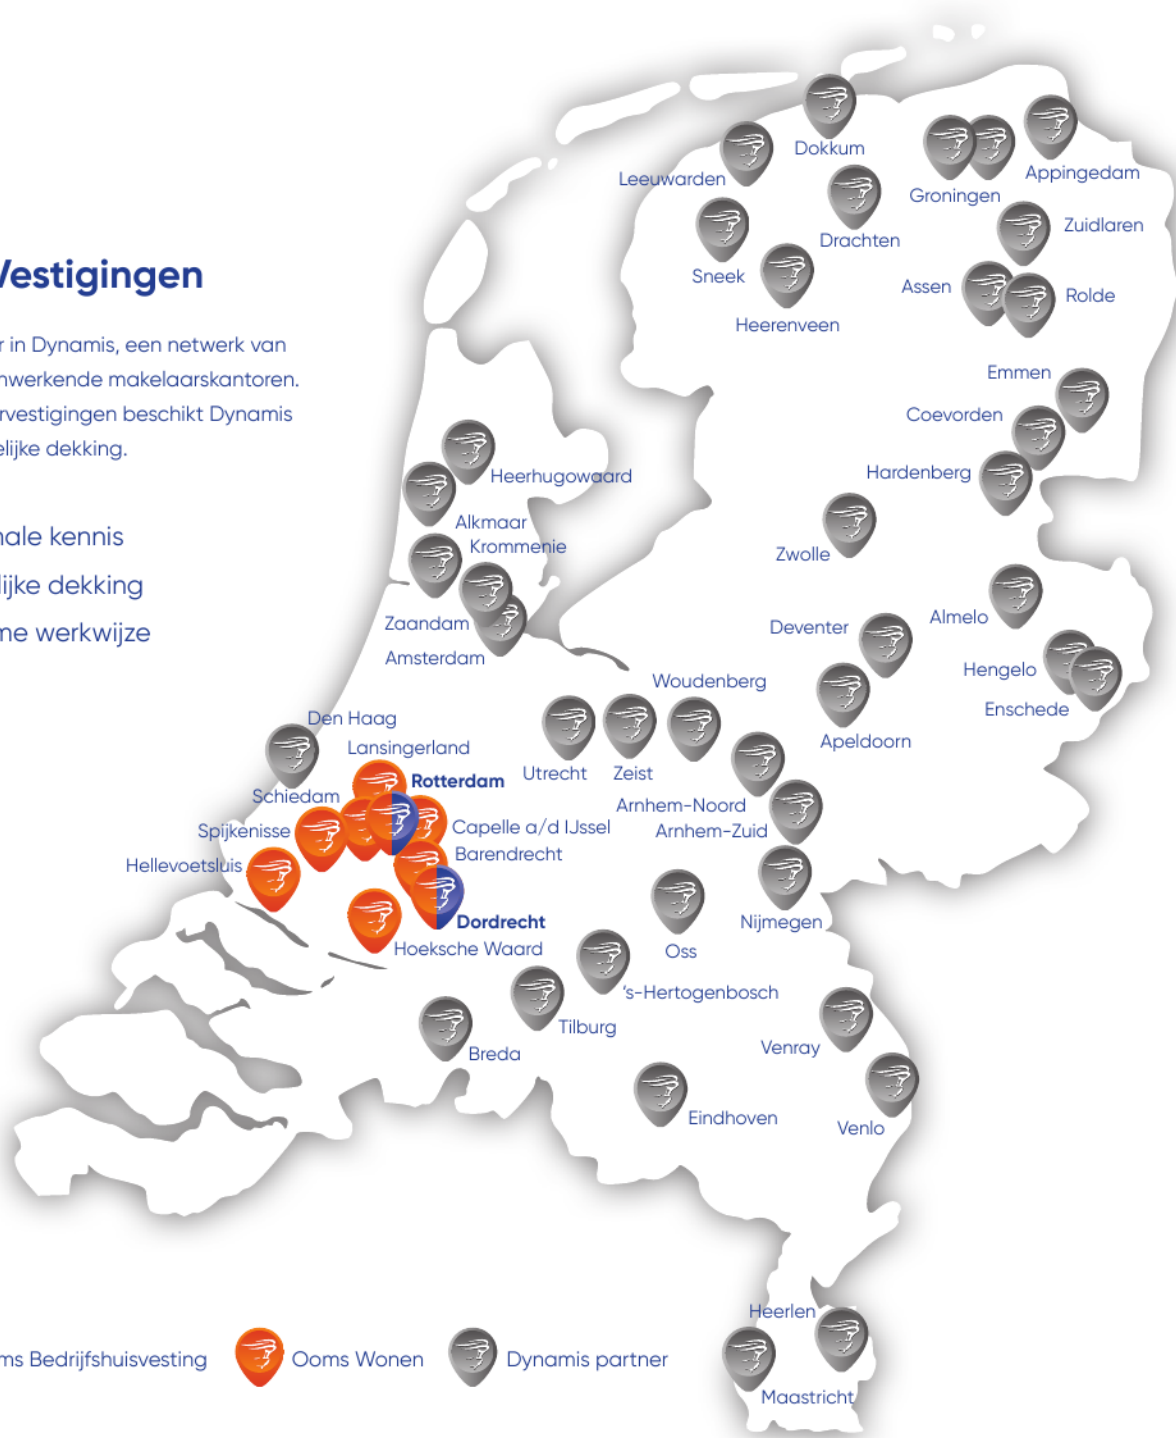 Vestigingen
r in Dynamis, een netwerk van
nwerkende makelaarskantoren.
rvestigingen beschikt Dynamis
elijke dekking.
nale kennis
lijke dekking
me werkwijze
Dokkum
Leeuwarden
Appingedam
Groningen
Zuidlaren
Drachten
Sneek
Assen
Rolde
Heerenveen
Emmen
Coevorden
Hardenberg
Heerhugowaard
Alkmaar
Krommenie
Zwolle
Almelo
Zaandam
Deventer
Amsterdam
Hengelo
Woudenberg
Enschede
Den Haag
Apeldoorn
Lansingerland
Utrecht
Zeist
Rotterdam
Schiedam
Arnhem-Noord
Spijkenisse
Capelle a/d IJssel
Arnhem-Zuid
Barendrecht
Hellevoetsluis
Dordrecht
Nijmegen
Hoeksche Waard
Oss
's-Hertogenbosch
Tilburg
Venray
Breda
Eindhoven
Venlo
Heerlen
ms Bedrijfshuisvesting
Ooms Wonen
Dynamis partner
Maastricht